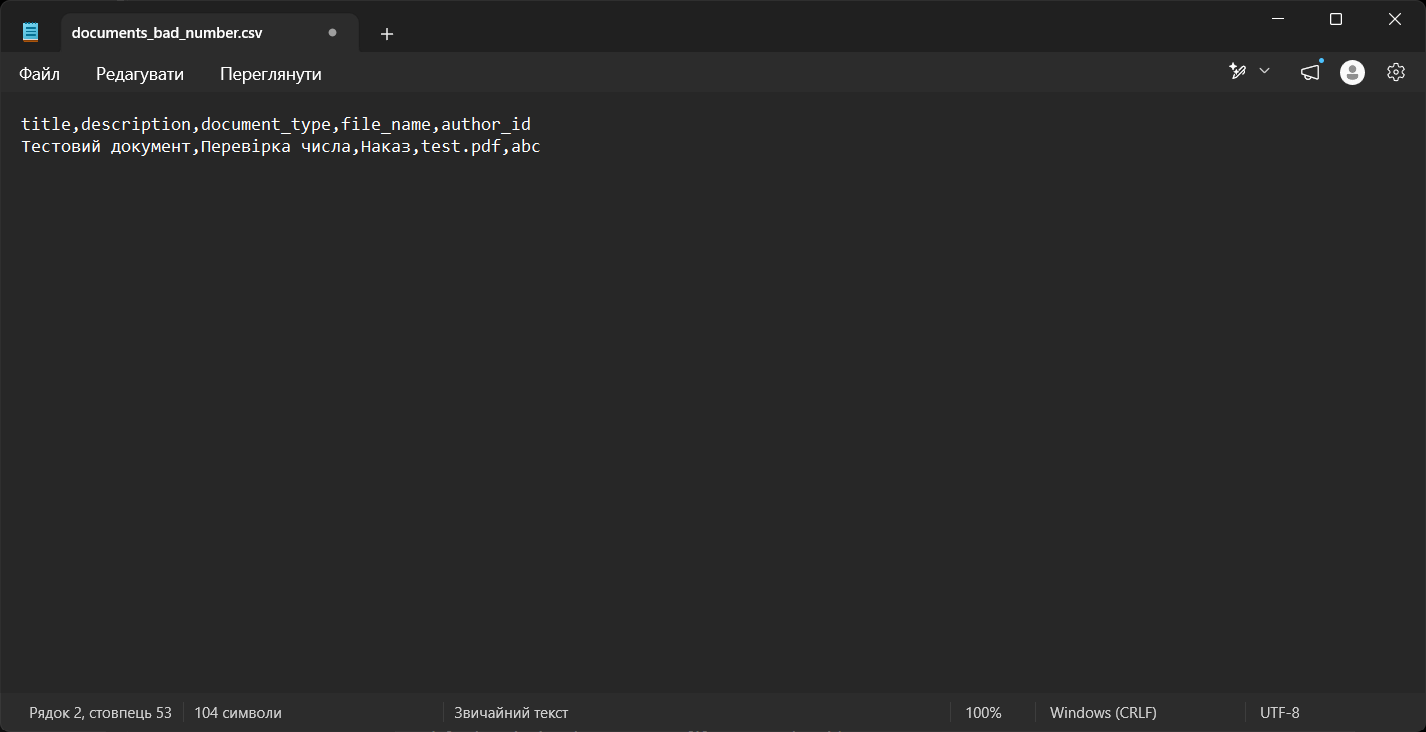 documents_bad_number.csv
Файл Редагувати Переглянути
title,description,document_type,file_name,author_id
Тестовий документ,Перевірка числа,Наказ,test.pdf,abc
Рядок 2, стовпець 53 104 символи Звичайний текст 100% Windows (CRLF) UTF-8